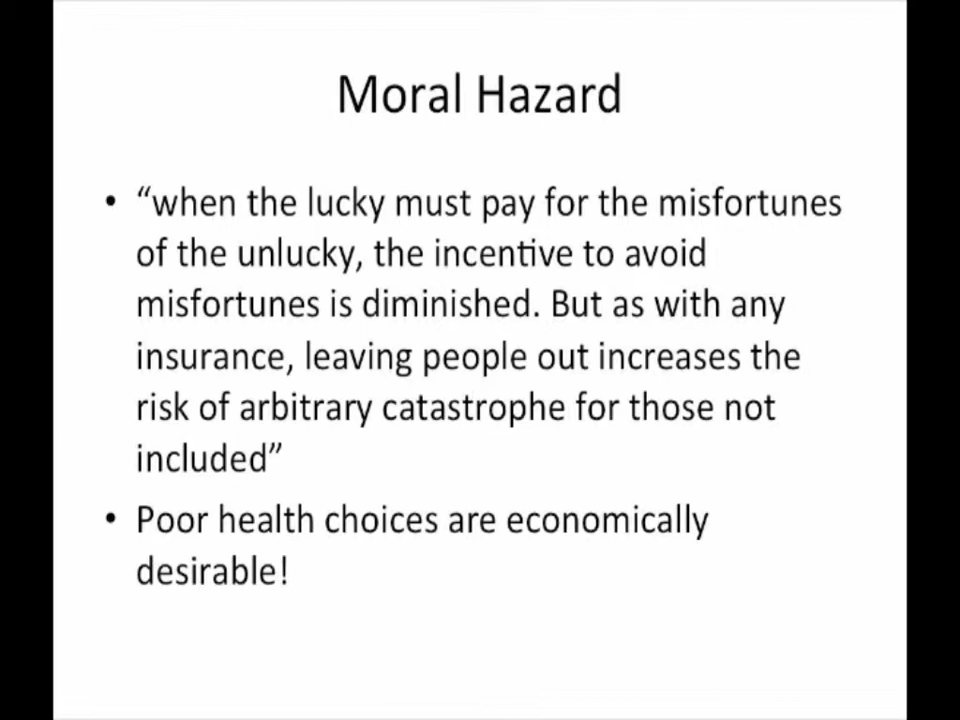 Moral Hazard
• “when the lucky must pay for the misfortunes
of the unlucky, the incentive to avoid
misfortunes is diminished. But as with any
insurance, leaving people out increases the
risk of arbitrary catastrophe for those not
included”
• Poor health choices are economically
desirable!